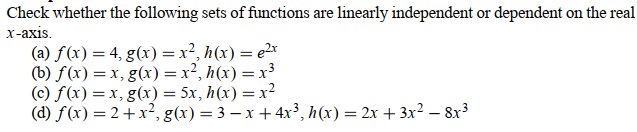 Check whether the following sets of functions are linearly independent or dependent on the real
x-axis.
(a) f(x) = 4, g(x) = x², h(x) = e²ˣ
(b) f(x) = x, g(x) = x², h(x) = x³
(c) f(x) = x, g(x) = 5x, h(x) = x²
(d) f(x) = 2 + x², g(x) = 3 − x + 4x³, h(x) = 2x + 3x² − 8x³